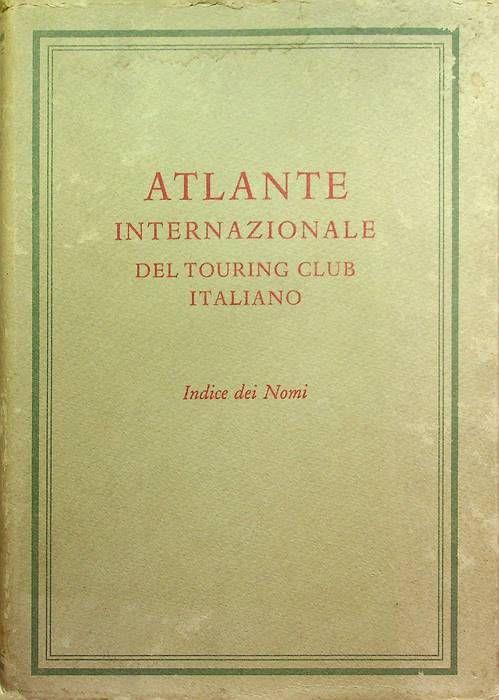 ATLANTE
INTERNAZIONALE
DEL TOURING CLUB
ITALIANO
Indice dei Nomi